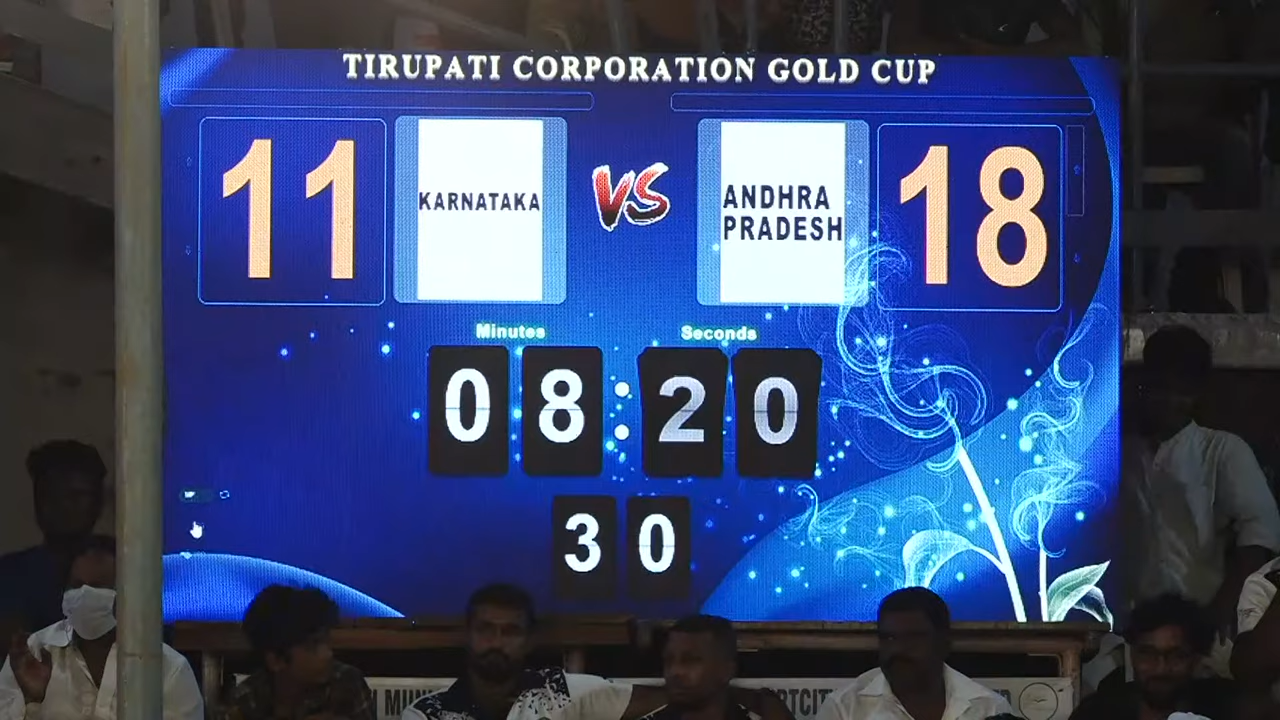 TIRUPATI CORPORATION GOLD CUP
11
KARNATAKA
VS
ANDHRA
PRADESH
18
Minutes
Seconds
08:20
30